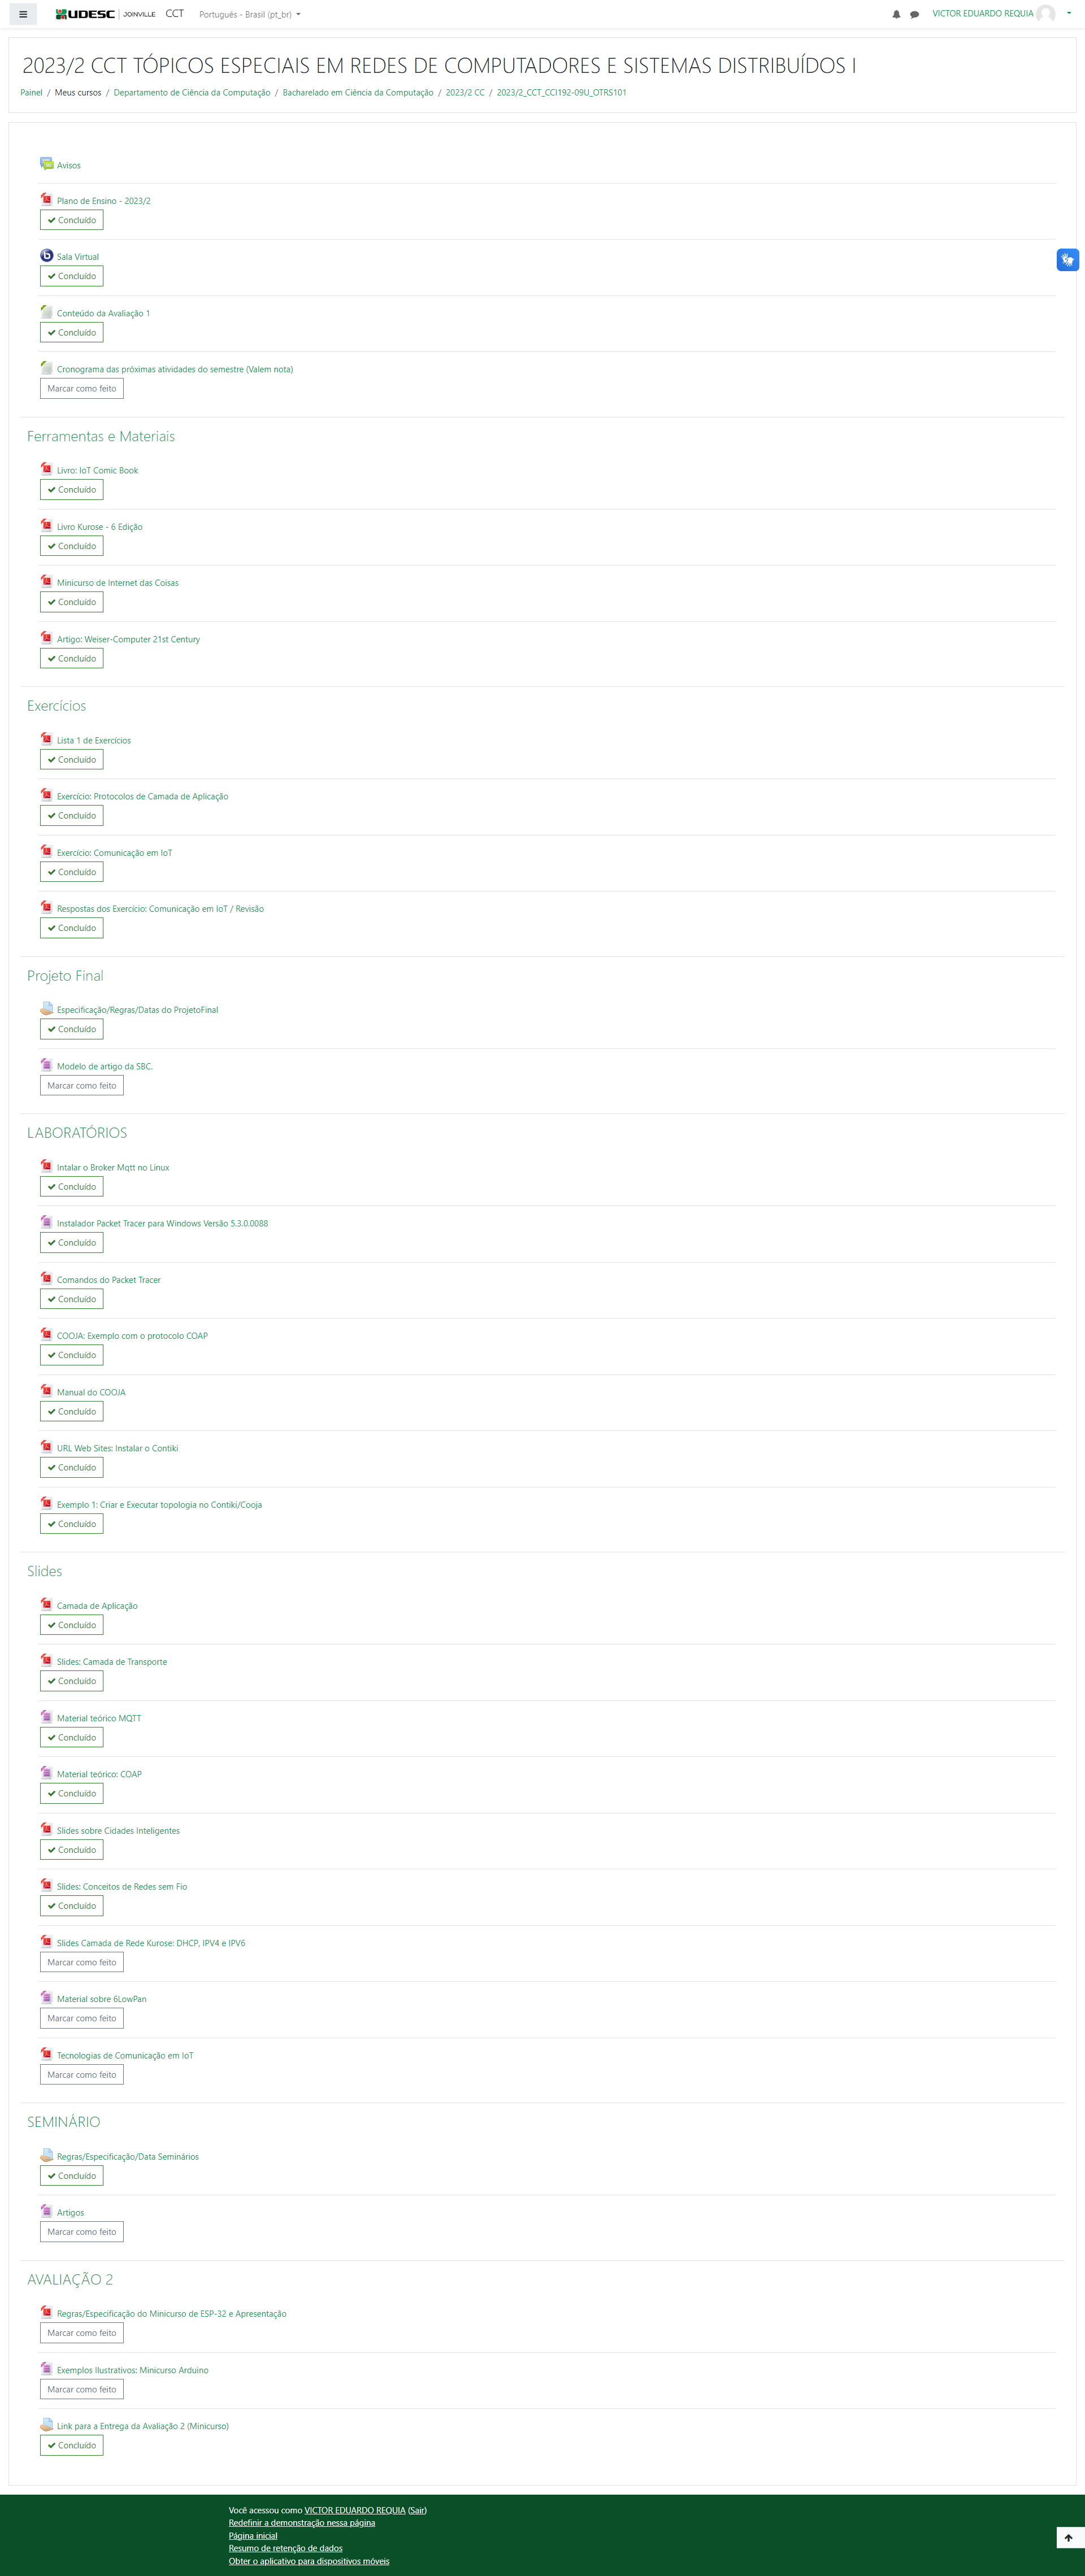 UDESC JOINVILLE CCT Português - Brasil (pt_br) VICTOR EDUARDO REQUIA
2023/2 CCT TÓPICOS ESPECIAIS EM REDES DE COMPUTADORES E SISTEMAS DISTRIBUÍDOS I
Painel / Meus cursos / Departamento de Ciência da Computação / Bacharelado em Ciência da Computação / 2023/2 CC / 2023/2_CCT_CCI192-09U_OTRS101
Avisos
Plano de Ensino - 2023/2
Concluído
Sala Virtual
Concluído
Conteúdo da Avaliação 1
Concluído
Cronograma das próximas atividades do semestre (Valem nota)
Marcar como feito
Ferramentas e Materiais
Livro: IoT Comic Book
Concluído
Livro Kurose - 6 Edição
Concluído
Minicurso de Internet das Coisas
Concluído
Artigo: Weiser-Computer 21st Century
Concluído
Exercícios
Lista 1 de Exercícios
Concluído
Exercício: Protocolos de Camada de Aplicação
Concluído
Exercício: Comunicação em IoT
Concluído
Respostas dos Exercício: Comunicação em IoT / Revisão
Concluído
Projeto Final
Especificação/Regras/Datas do ProjetoFinal
Concluído
Modelo de artigo da SBC.
Marcar como feito
LABORATÓRIOS
Intalar o Broker Mqtt no Linux
Concluído
Instalador Packet Tracer para Windows Versão 5.3.0.0088
Concluído
Comandos do Packet Tracer
Concluído
COOJA: Exemplo com o protocolo COAP
Concluído
Manual do COOJA
Concluído
URL Web Sites: Instalar o Contiki
Concluído
Exemplo 1: Criar e Executar topologia no Contiki/Cooja
Concluído
Slides
Camada de Aplicação
Concluído
Slides: Camada de Transporte
Concluído
Material teórico MQTT
Concluído
Material teórico: COAP
Concluído
Slides sobre Cidades Inteligentes
Concluído
Slides: Conceitos de Redes sem Fio
Concluído
Slides Camada de Rede Kurose: DHCP, IPV4 e IPV6
Marcar como feito
Material sobre 6LowPan
Marcar como feito
Tecnologias de Comunicação em IoT
Marcar como feito
SEMINÁRIO
Regras/Especificação/Data Seminários
Concluído
Artigos
Marcar como feito
AVALIAÇÃO 2
Regras/Especificação do Minicurso de ESP-32 e Apresentação
Marcar como feito
Exemplos Ilustrativos: Minicurso Arduino
Marcar como feito
Link para a Entrega da Avaliação 2 (Minicurso)
Concluído
Você acessou como VICTOR EDUARDO REQUIA (Sair)
Redefinir a demonstração nessa página
Página inicial
Resumo de retenção de dados
Obter o aplicativo para dispositivos móveis